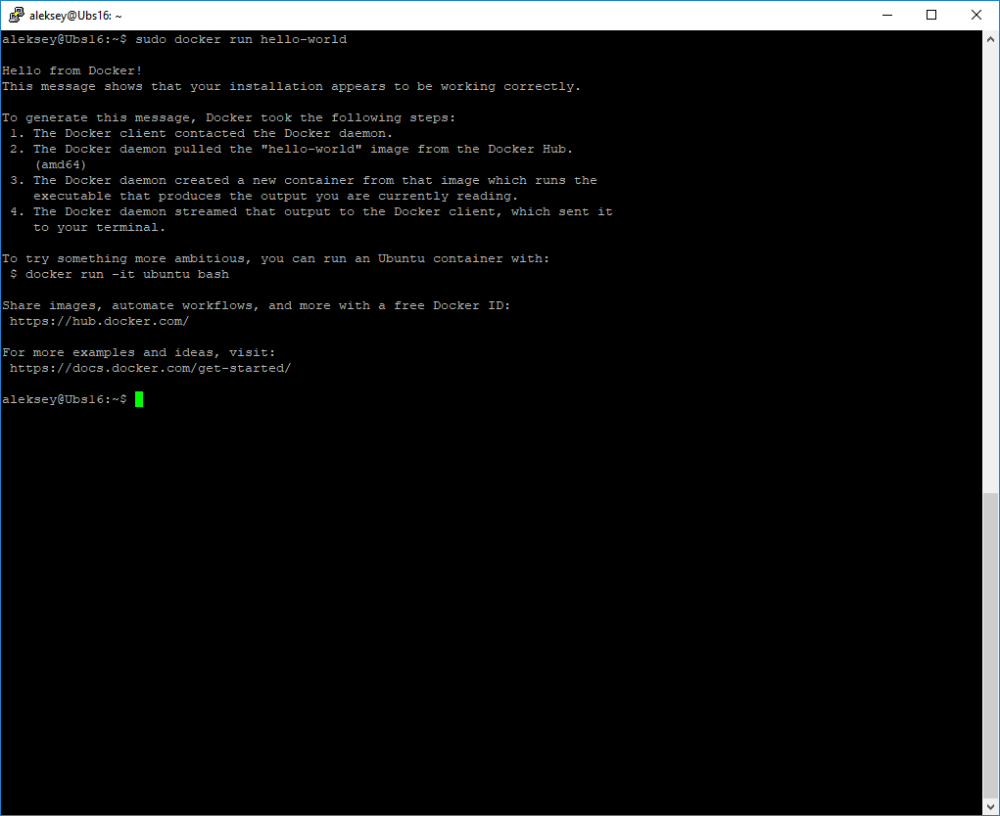 aleksey@Ubs16: ~
aleksey@Ubs16:~$ sudo docker run hello-world
Hello from Docker!
This message shows that your installation appears to be working correctly.
To generate this message, Docker took the following steps:
1. The Docker client contacted the Docker daemon.
2. The Docker daemon pulled the "hello-world" image from the Docker Hub.
(amd64)
3. The Docker daemon created a new container from that image which runs the
executable that produces the output you are currently reading.
4. The Docker daemon streamed that output to the Docker client, which sent it
to your terminal.
To try something more ambitious, you can run an Ubuntu container with:
$ docker run -it ubuntu bash
Share images, automate workflows, and more with a free Docker ID:
https://hub.docker.com/
For more examples and ideas, visit:
https://docs.docker.com/get-started/
aleksey@Ubs16:~$